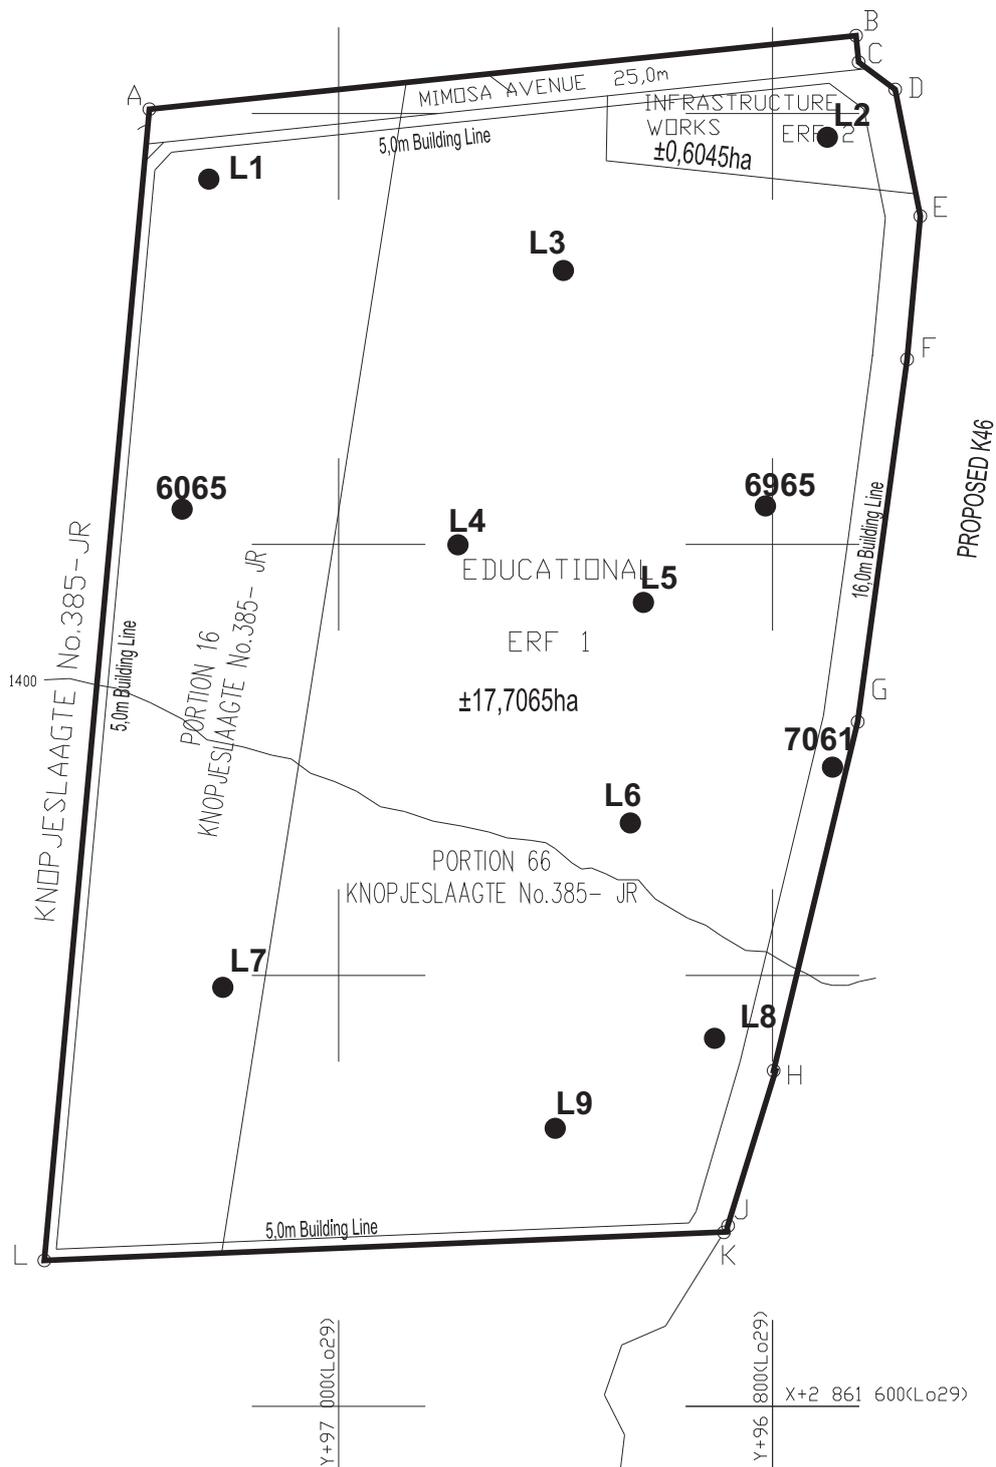 B
C
A
D
MIMOSA AVENUE 25,0m
INFRASTRUCTURE
L2
WORKS
ERF 2
5,0m Building Line
±0,6045ha
L1
E
L3
F
6065
6965
L4
PROPOSED K46
EDUCATIONAL
16,0m Building Line
L5
ERF 1
KNOPJESLAAGTE No.385-JR
5,0m Building Line
PORTION 16
KNOPJESLAAGTE No.385- JR
1400
G
±17,7065ha
7061
L6
PORTION 66
KNOPJESLAAGTE No.385- JR
L7
L8
H
L9
J
5,0m Building Line
K
L
Y+97 000(Lo29)
Y+96 800(Lo29)
X+2 861 600(Lo29)